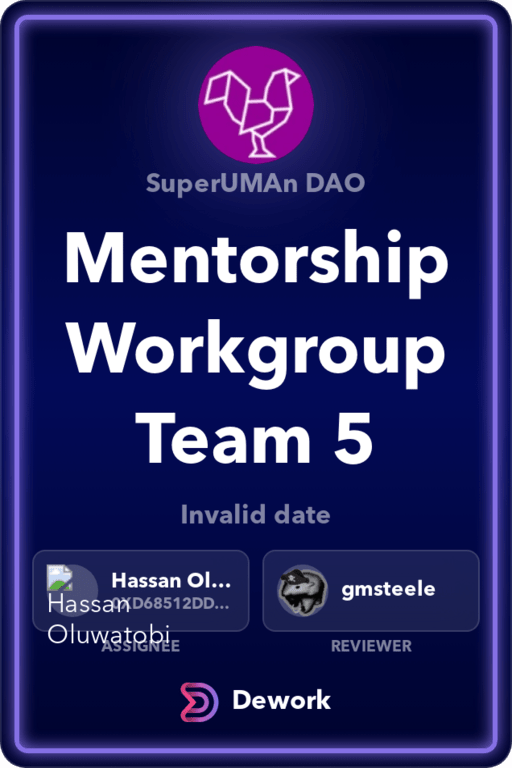 SuperUMAn DAO
Mentorship
Workgroup
Team 5
Invalid date
Hassan Ol...
0XD68512DD...
Hassan
Oluwatobi
ASSIGNEE
gmsteele
REVIEWER
Dework